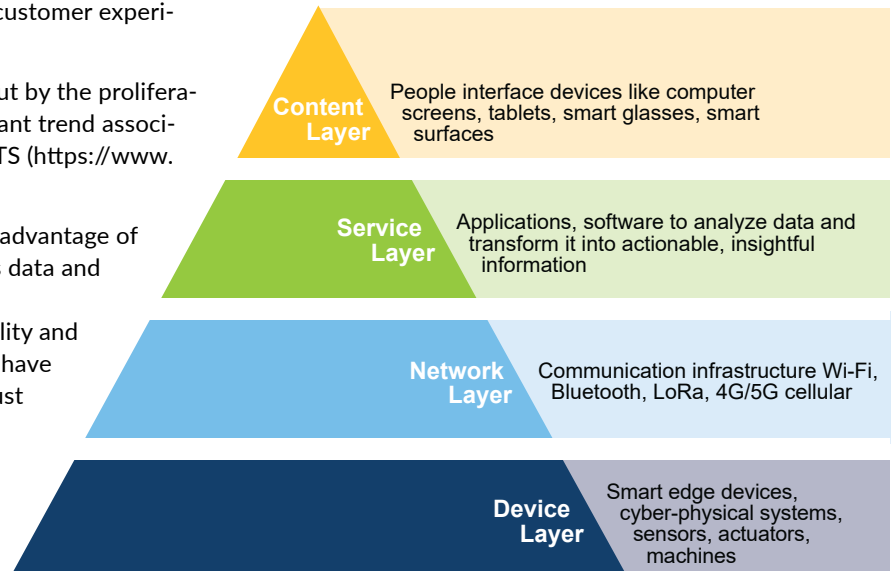 customer experi-
ut by the prolifera-
ant trend associ-
TS (https://www.
advantage of
s data and
lity and
have
ust
Content
Layer
People interface devices like computer
screens, tablets, smart glasses, smart
surfaces
Service
Layer
Applications, software to analyze data and
transform it into actionable, insightful
information
Network
Layer
Communication infrastructure Wi-Fi,
Bluetooth, LoRa, 4G/5G cellular
Device
Layer
Smart edge devices,
cyber-physical systems,
sensors, actuators,
machines